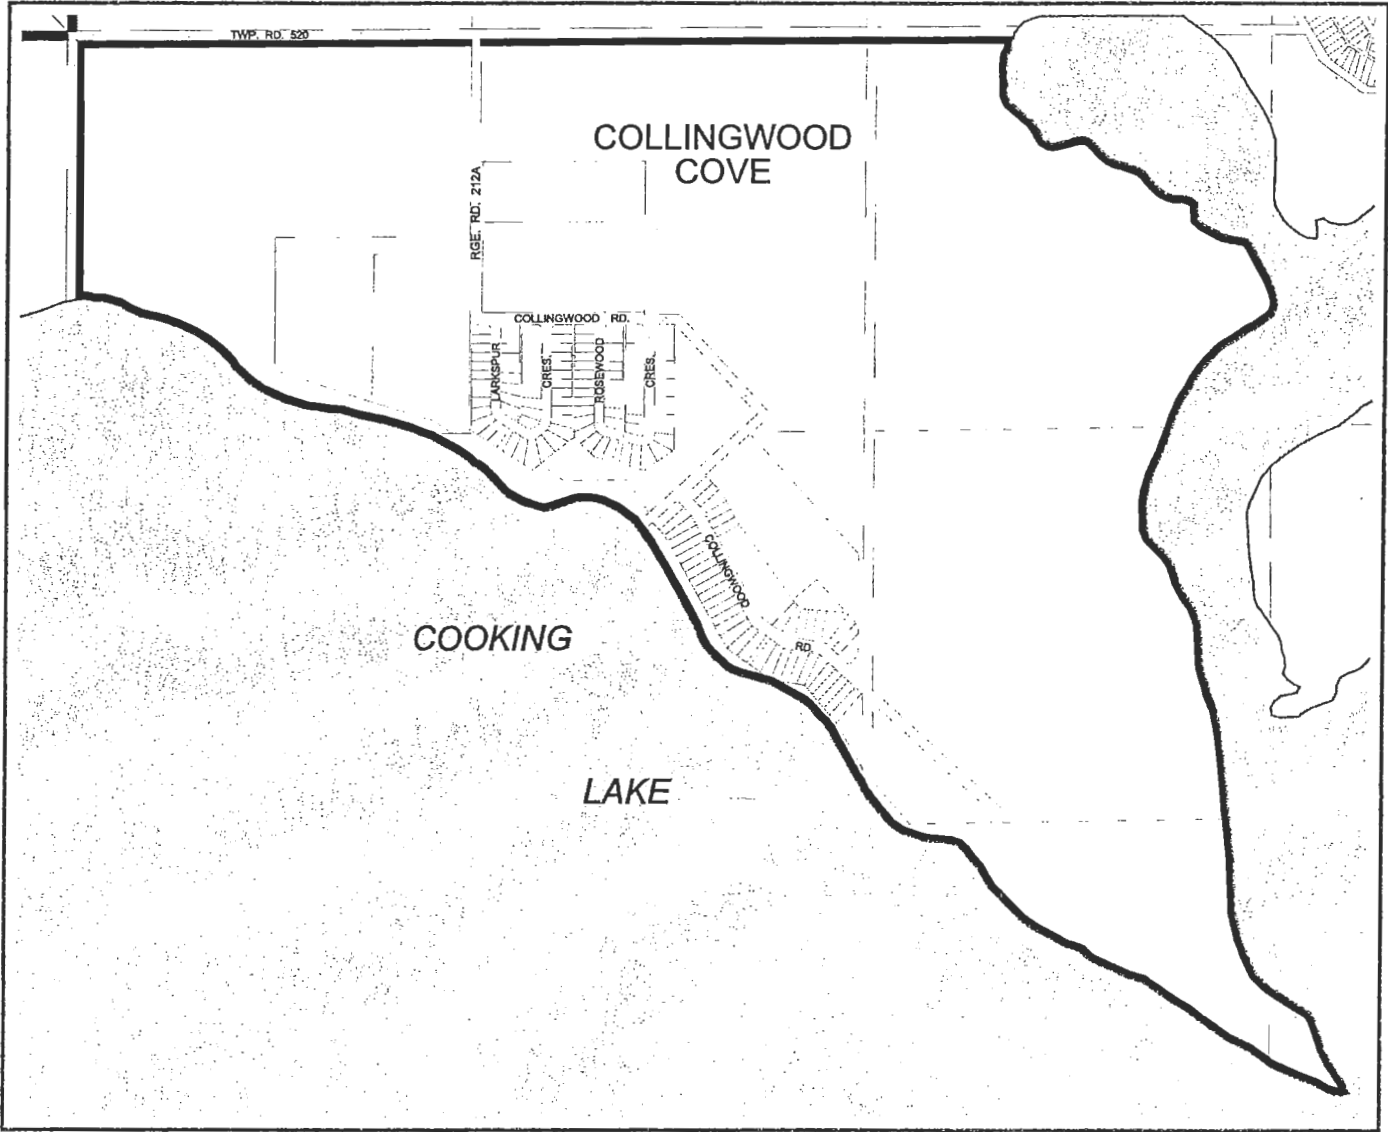 TWP. RD. 520
COLLINGWOOD
COVE
RGE. RD. 212A
COLLINGWOOD RD.
LARKSPUR
CRES.
ROSEWOOD
CRES.
COLLINGWOOD
RD.
COOKING
LAKE